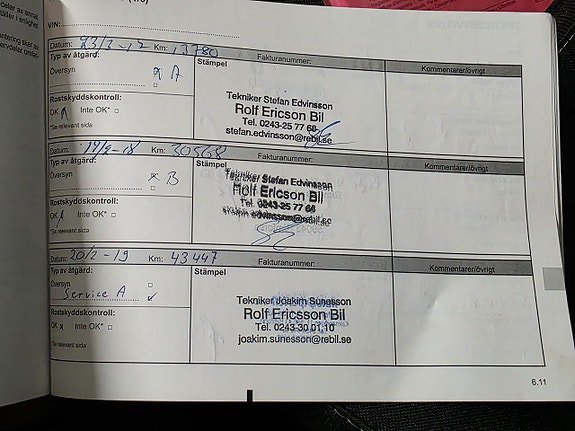 VIN:
Datum: 23/3-17 Km: 13780 Fakturanummer: Kommentarer/övrigt
Typ av åtgärd: Stämpel
Översyn A
Tekniker Stefan Edvinsson
Rolf Ericson Bil
Tel. 0243-25 77 68
stefan.edvinsson@rebil.se
Rostskyddskontroll:
OK Inte OK*
*Se relevant sida
Datum: 19/2-18 Km: 30568 Fakturanummer: Kommentarer/övrigt
Typ av åtgärd: Stämpel
Översyn B
Tekniker Stefan Edvinsson
Rolf Ericson Bil
Tel. 0243-25 77 68
stefan.edvinsson@rebil.se
Rostskyddskontroll:
OK Inte OK*
*Se relevant sida
Datum: 20/2-19 Km: 43447 Fakturanummer: Kommentarer/övrigt
Typ av åtgärd: Stämpel
Översyn
Service A
Tekniker Joakim Sunesson
Rolf Ericsson Bil
Tel. 0243-30 01 10
joakim.sunesson@rebil.se
Rostskyddskontroll:
OK Inte OK*
*Se relevant sida
6.11